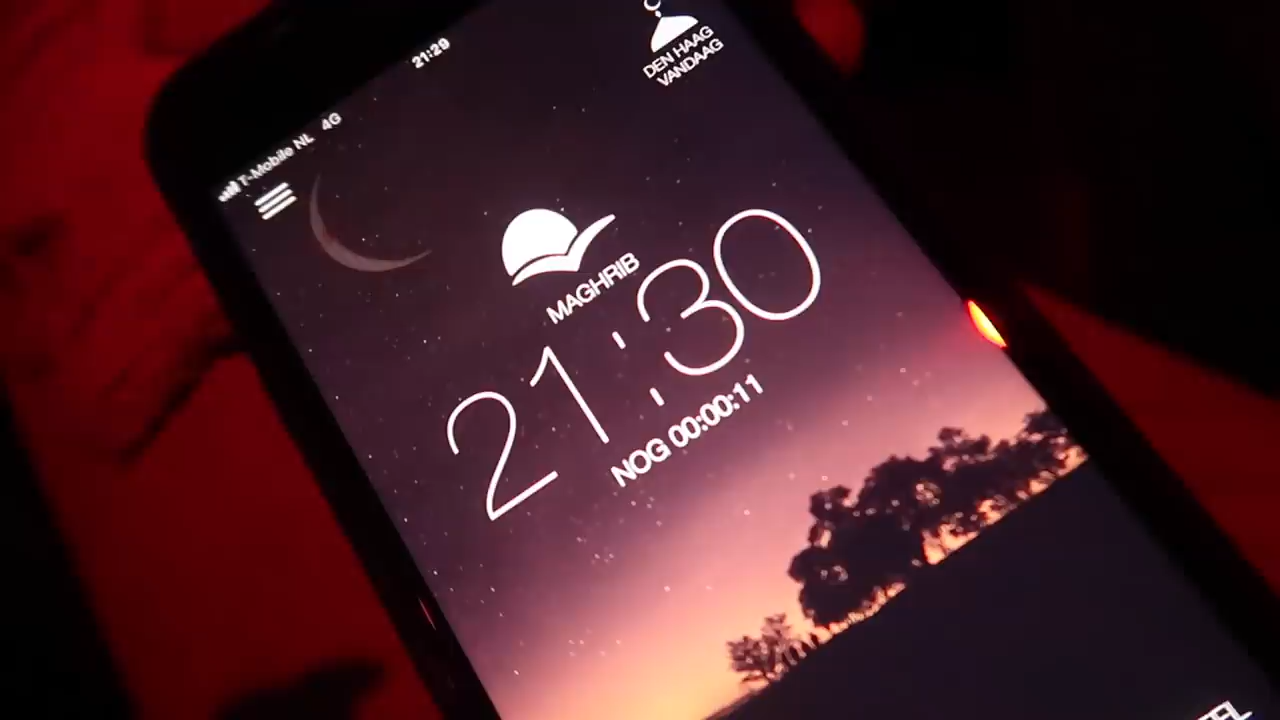 21:29
T-Mobile NL 4G
DEN HAAG
VANDAAG
MAGHRIB
21:30
NOG 00:00:11